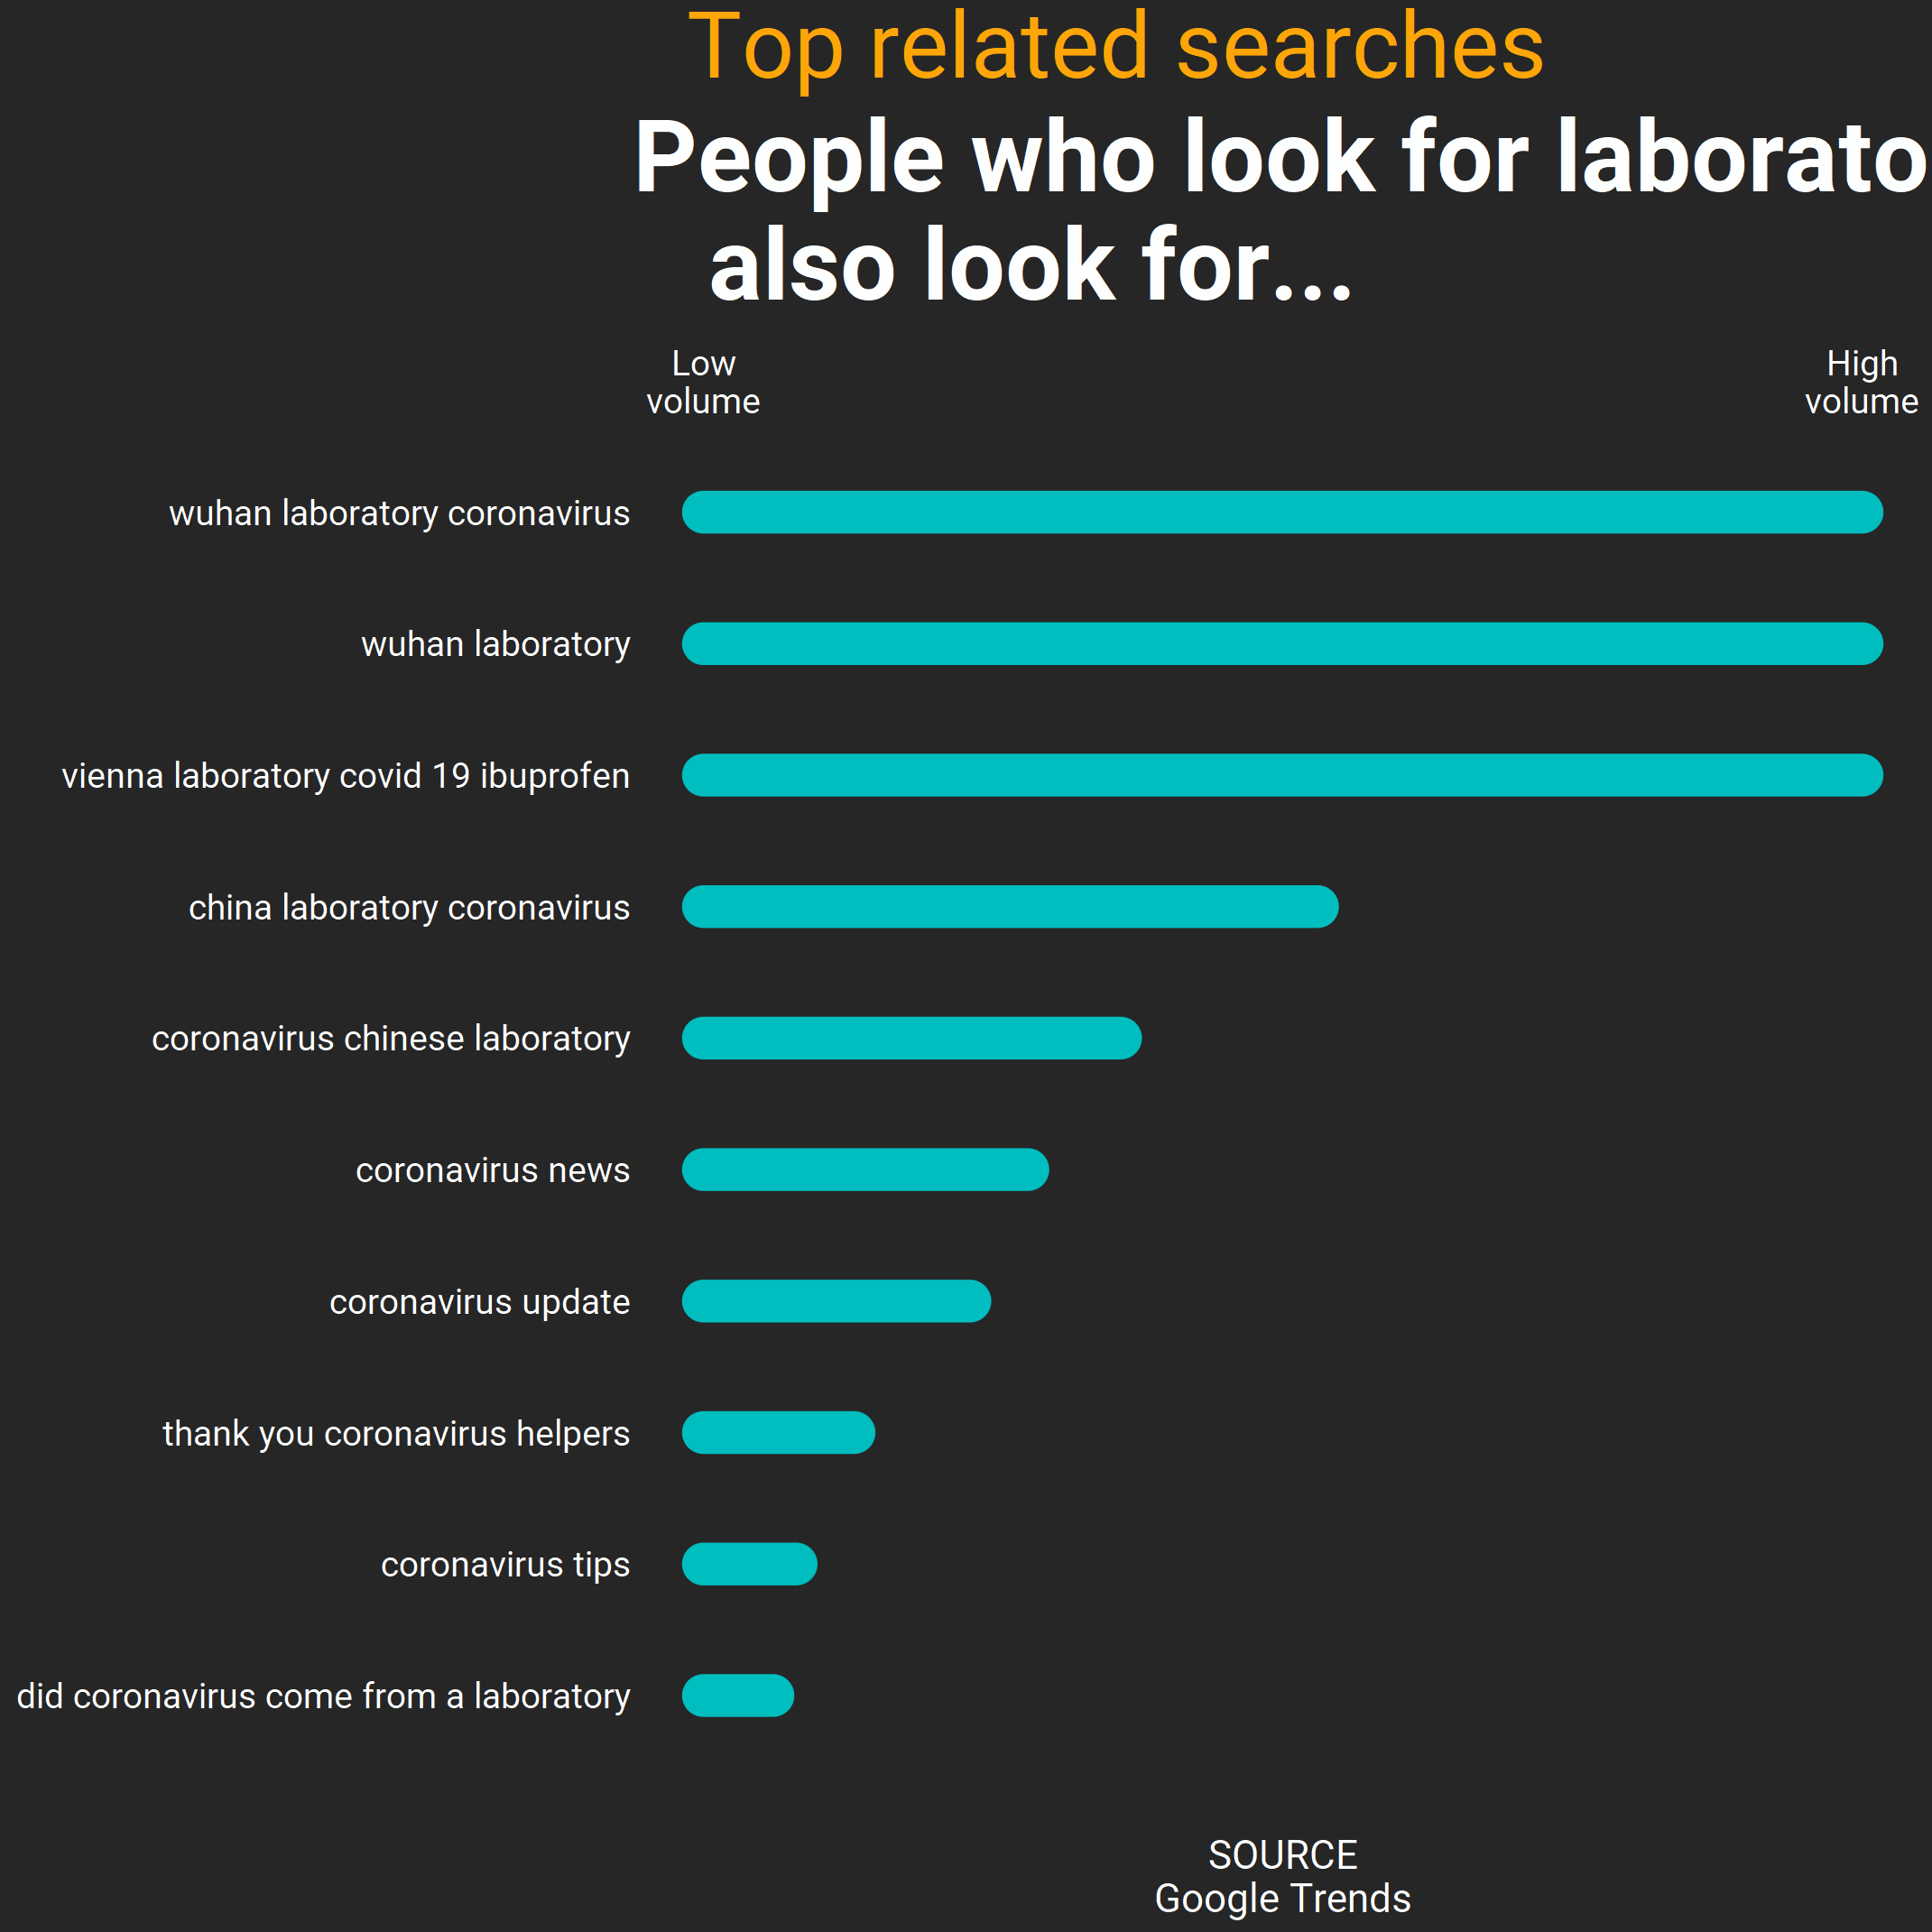 Top related searches
People who look for laborato
also look for...
Low
volume
High
volume
wuhan laboratory coronavirus
wuhan laboratory
vienna laboratory covid 19 ibuprofen
china laboratory coronavirus
coronavirus chinese laboratory
coronavirus news
coronavirus update
thank you coronavirus helpers
coronavirus tips
did coronavirus come from a laboratory
SOURCE
Google Trends